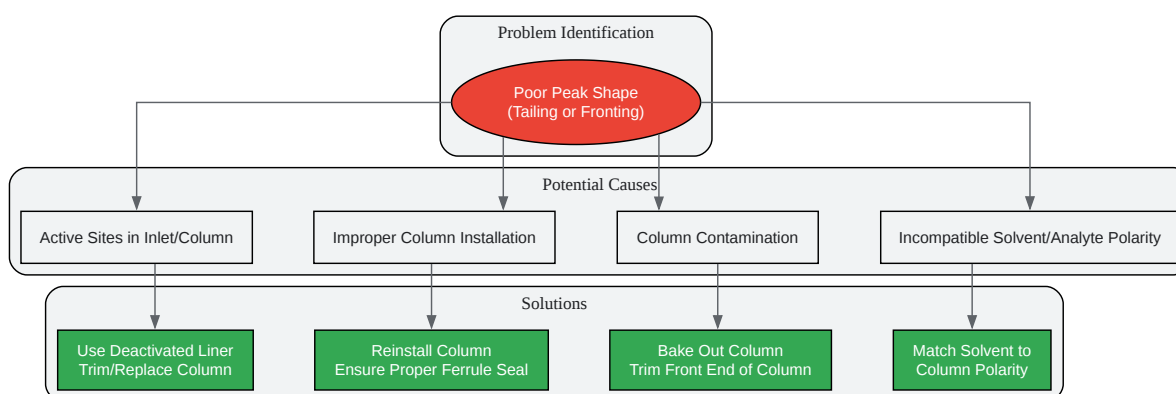 Problem Identification
Poor Peak Shape
(Tailing or Fronting)
Potential Causes
Active Sites in Inlet/Column
Improper Column Installation
Column Contamination
Incompatible Solvent/Analyte Polarity
Solutions
Use Deactivated Liner
Trim/Replace Column
Reinstall Column
Ensure Proper Ferrule Seal
Bake Out Column
Trim Front End of Column
Match Solvent to
Column Polarity